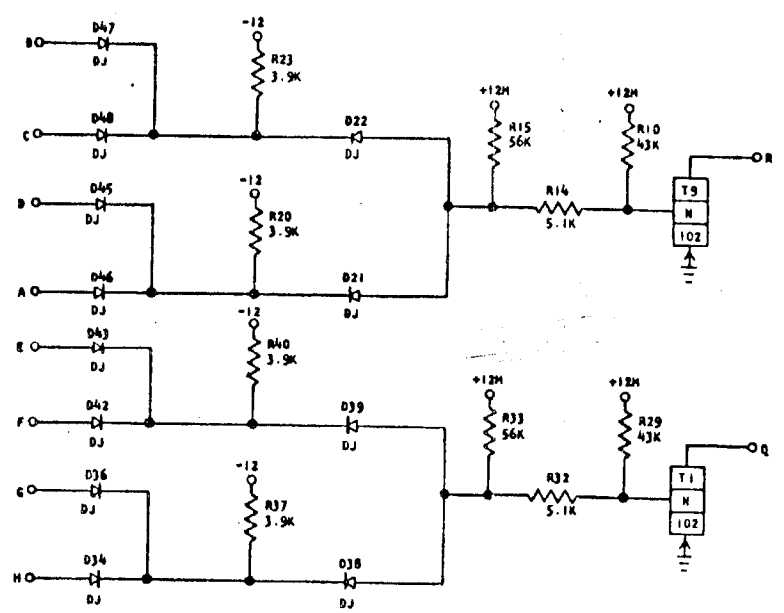 D47
-12
B
DJ
R23
3.9K
D48
D22
+12M
+12M
C
DJ
DJ
R15
56K
R10
43K
R
D45
-12
R14
T9
D
DJ
R20
3.9K
5.1K
N
102
D46
D21
A
DJ
DJ
-12
D43
E
DJ
R40
3.9K
D42
D39
+12M
+12M
F
DJ
DJ
R33
56K
R29
43K
Q
D36
-12
R32
T1
G
DJ
R37
3.9K
5.1K
N
102
D34
D38
H
DJ
DJ